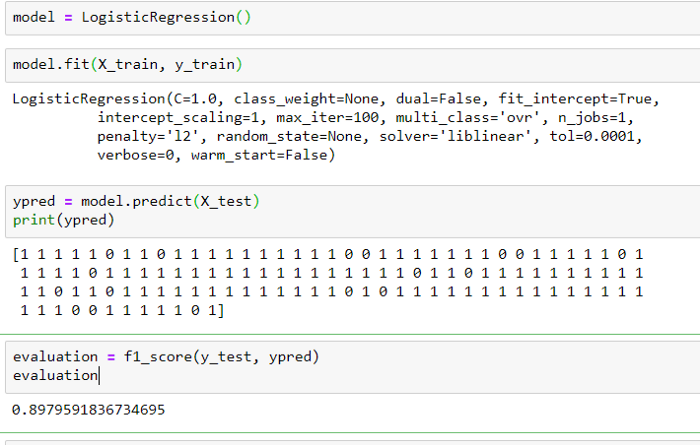 model = LogisticRegression()
model.fit(X_train, y_train)
LogisticRegression(C=1.0, class_weight=None, dual=False, fit_intercept=True,
intercept_scaling=1, max_iter=100, multi_class='ovr', n_jobs=1,
penalty='l2', random_state=None, solver='liblinear', tol=0.0001,
verbose=0, warm_start=False)
ypred = model.predict(X_test)
print(ypred)
[1 1 1 1 1 0 1 1 0 1 1 1 1 1 1 1 1 1 1 0 0 1 1 1 1 1 1 1 0 0 1 1 1 1 1 0 1
1 1 1 1 0 1 1 1 1 1 1 1 1 1 1 1 1 1 1 1 1 1 1 0 1 1 0 1 1 1 1 1 1 1 1 1 1
1 1 0 1 1 0 1 1 1 1 1 1 1 1 1 1 1 1 1 0 1 0 1 1 1 1 1 1 1 1 1 1 1 1 1 1 1
1 1 1 0 0 1 1 1 1 1 0 1]
evaluation = f1_score(y_test, ypred)
evaluation
0.8979591836734695